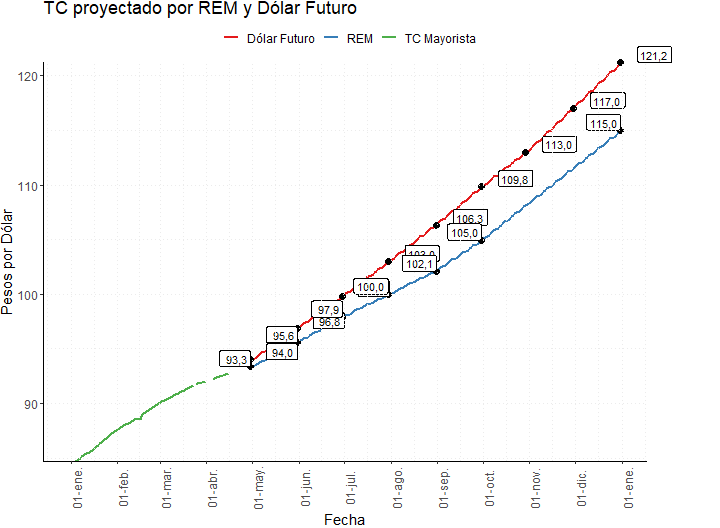 TC proyectado por REM y Dólar Futuro
Dólar Futuro REM TC Mayorista
Pesos por Dólar
120
110
100
90
121,2
117,0
115,0
113,0
109,8
106,3
105,0
103,0
102,1
100,0
97,9
96,8
95,6
94,0
93,3
01-ene.
01-feb.
01-mar.
01-abr.
01-may.
01-jun.
01-jul.
01-ago.
01-sep.
01-oct.
01-nov.
01-dic.
01-ene.
Fecha